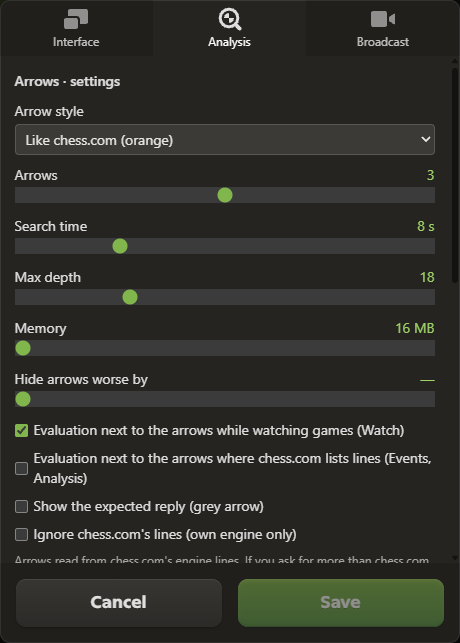 Interface
Analysis
Broadcast
Arrows · settings
Arrow style
Like chess.com (orange)
Arrows 3
Search time 8 s
Max depth 18
Memory 16 MB
Hide arrows worse by —
Evaluation next to the arrows while watching games (Watch)
Evaluation next to the arrows where chess.com lists lines (Events,
Analysis)
Show the expected reply (grey arrow)
Ignore chess.com's lines (own engine only)
Arrows read from chess.com's engine lines. If you ask for more than chess.com
Cancel
Save